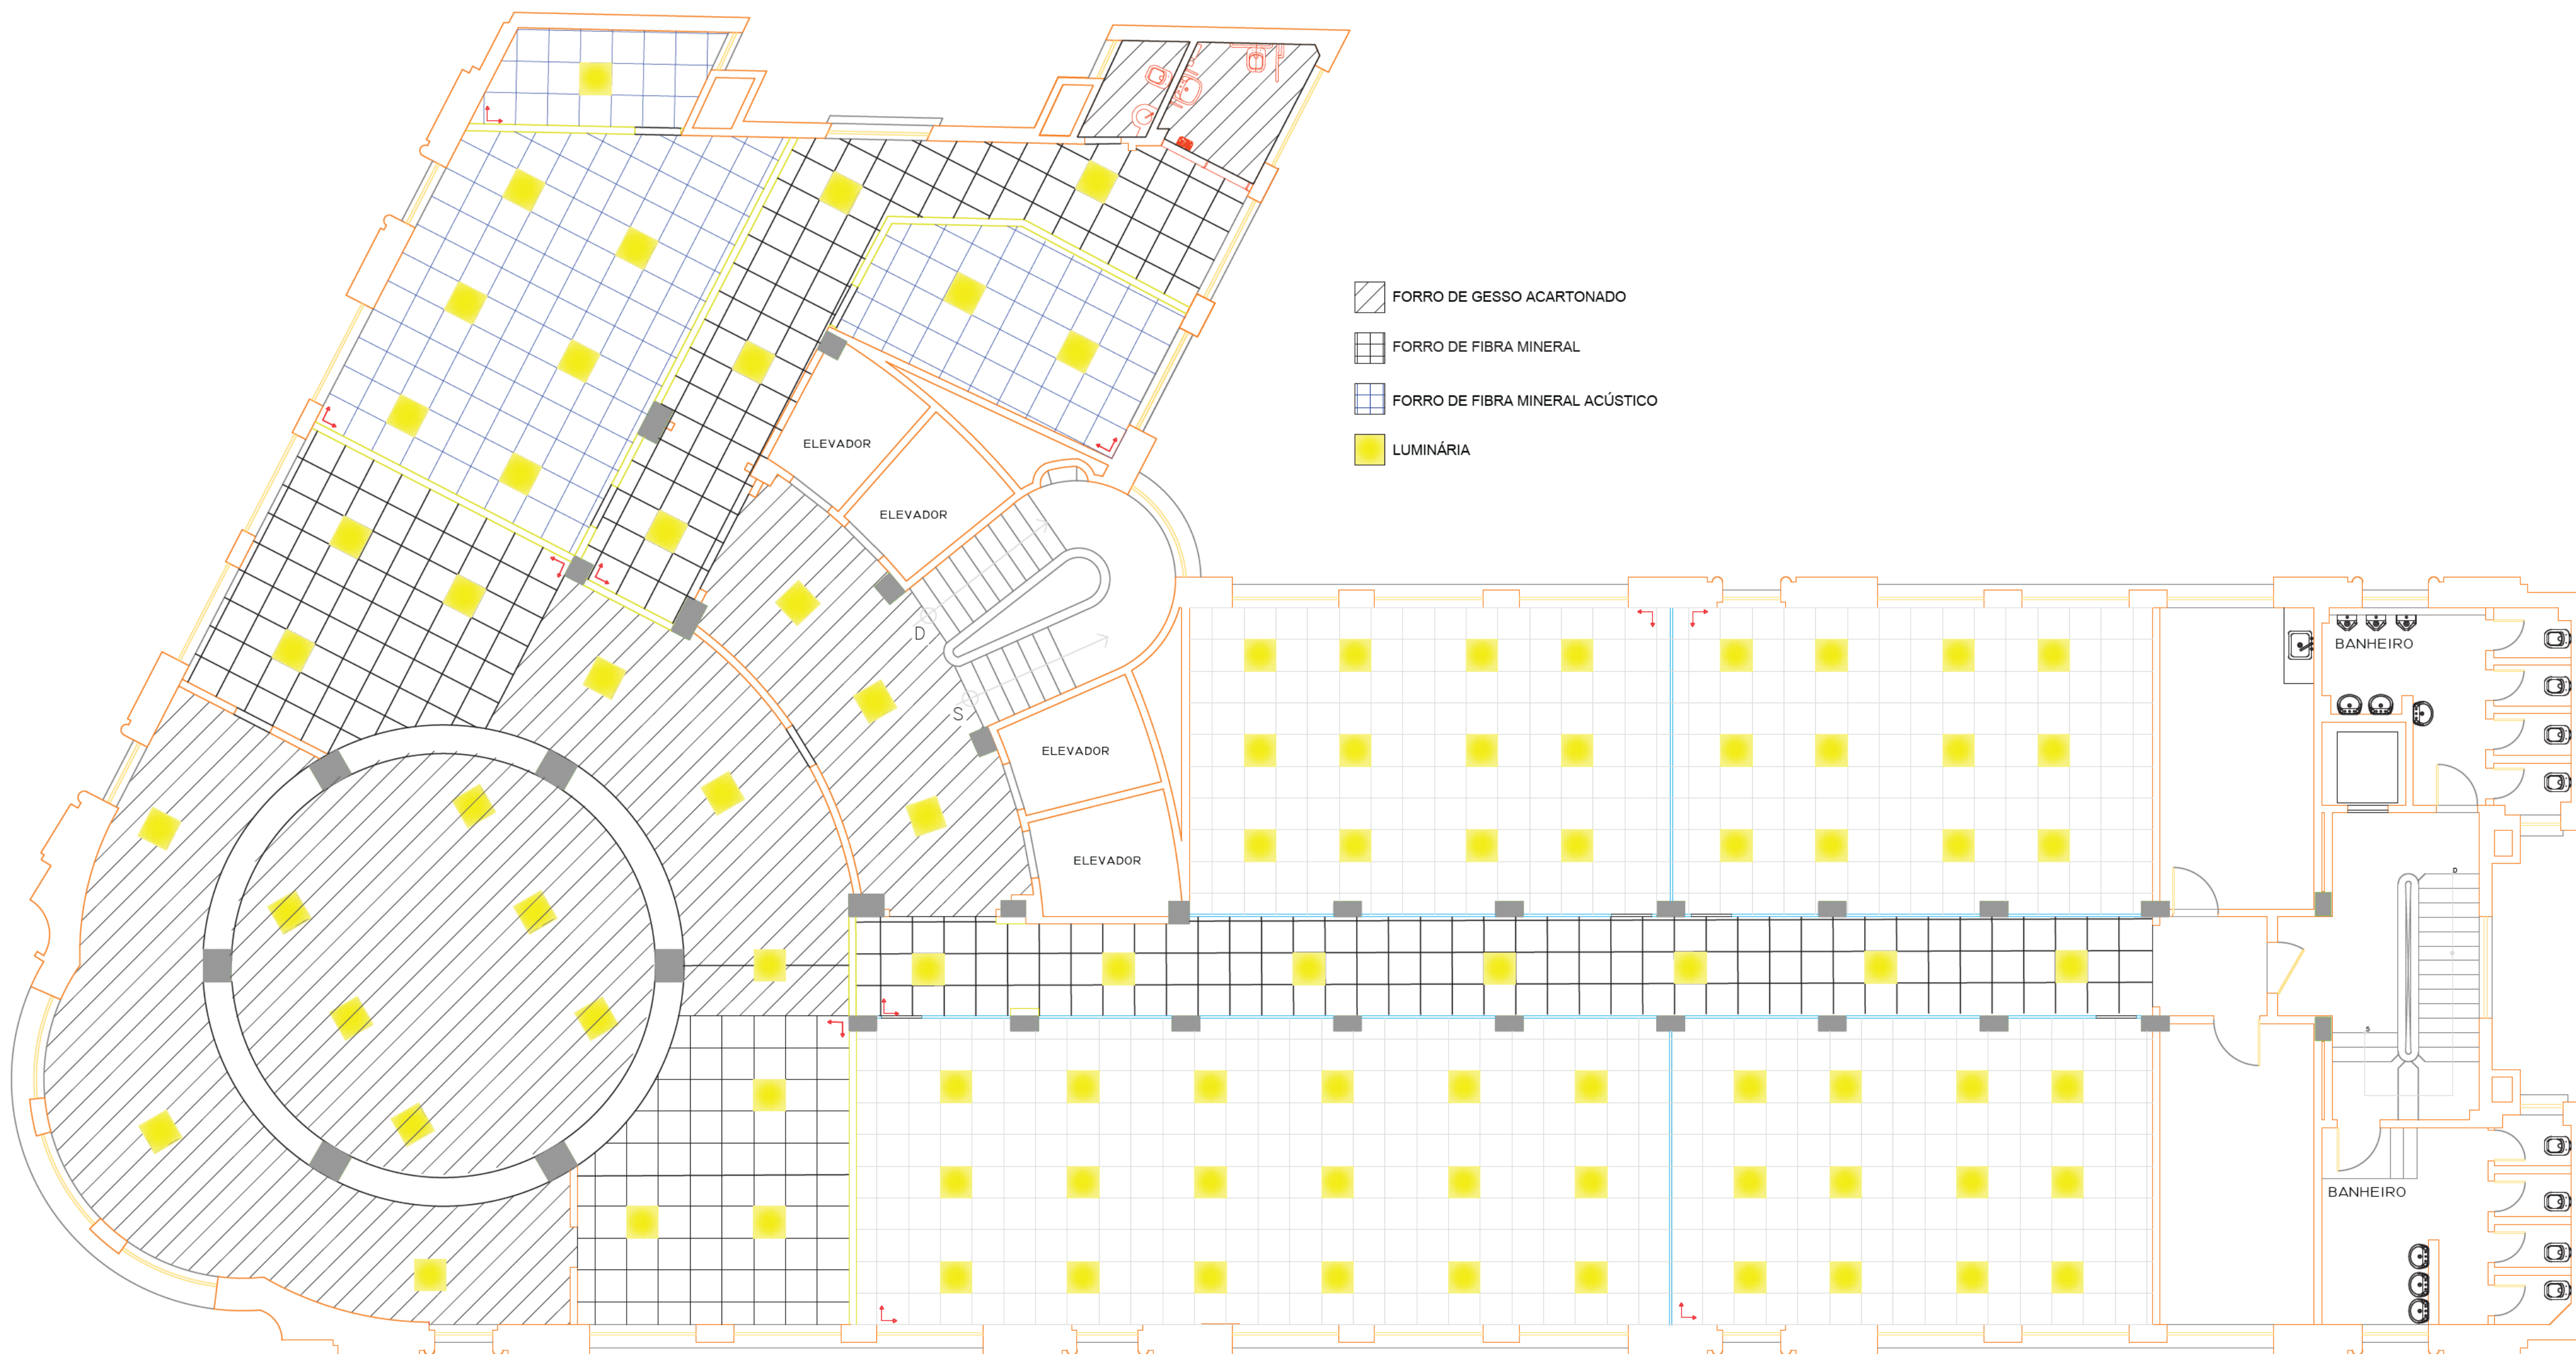 FORRO DE GESSO ACARTONADO
FORRO DE FIBRA MINERAL
FORRO DE FIBRA MINERAL ACÚSTICO
LUMINÁRIA
ELEVADOR
ELEVADOR
D
S
ELEVADOR
ELEVADOR
BANHEIRO
D
S
BANHEIRO